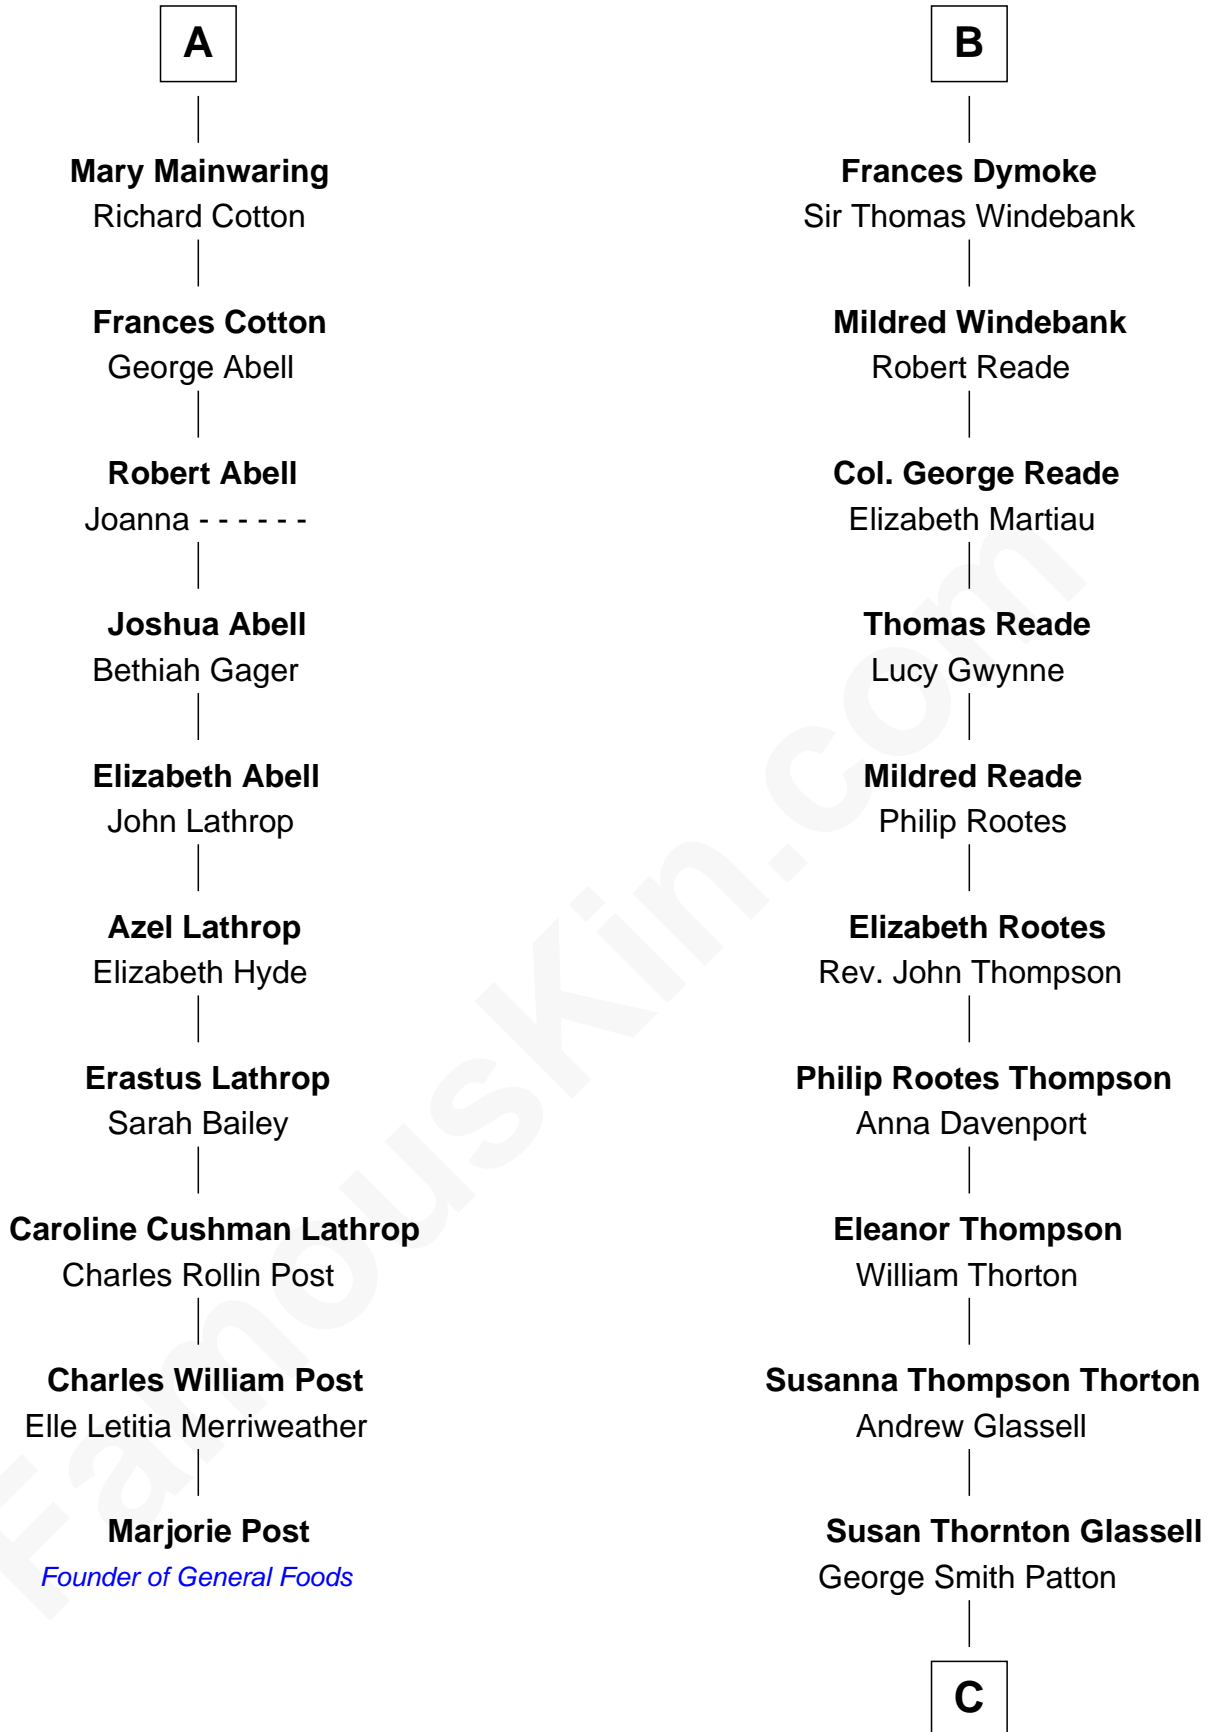 A
Mary Mainwaring
Richard Cotton
Frances Cotton
George Abell
Robert Abell
Joanna - - - - - -
Joshua Abell
Bethiah Gager
Elizabeth Abell
John Lathrop
Azel Lathrop
Elizabeth Hyde
Erastus Lathrop
Sarah Bailey
Caroline Cushman Lathrop
Charles Rollin Post
Charles William Post
Elle Letitia Merriweather
Marjorie Post
Founder of General Foods
B
Frances Dymoke
Sir Thomas Windebank
Mildred Windebank
Robert Reade
Col. George Reade
Elizabeth Martiau
Thomas Reade
Lucy Gwynne
Mildred Reade
Philip Rootes
Elizabeth Rootes
Rev. John Thompson
Philip Rootes Thompson
Anna Davenport
Eleanor Thompson
William Thorton
Susanna Thompson Thorton
Andrew Glassell
Susan Thornton Glassell
George Smith Patton
C
FamousKin.com